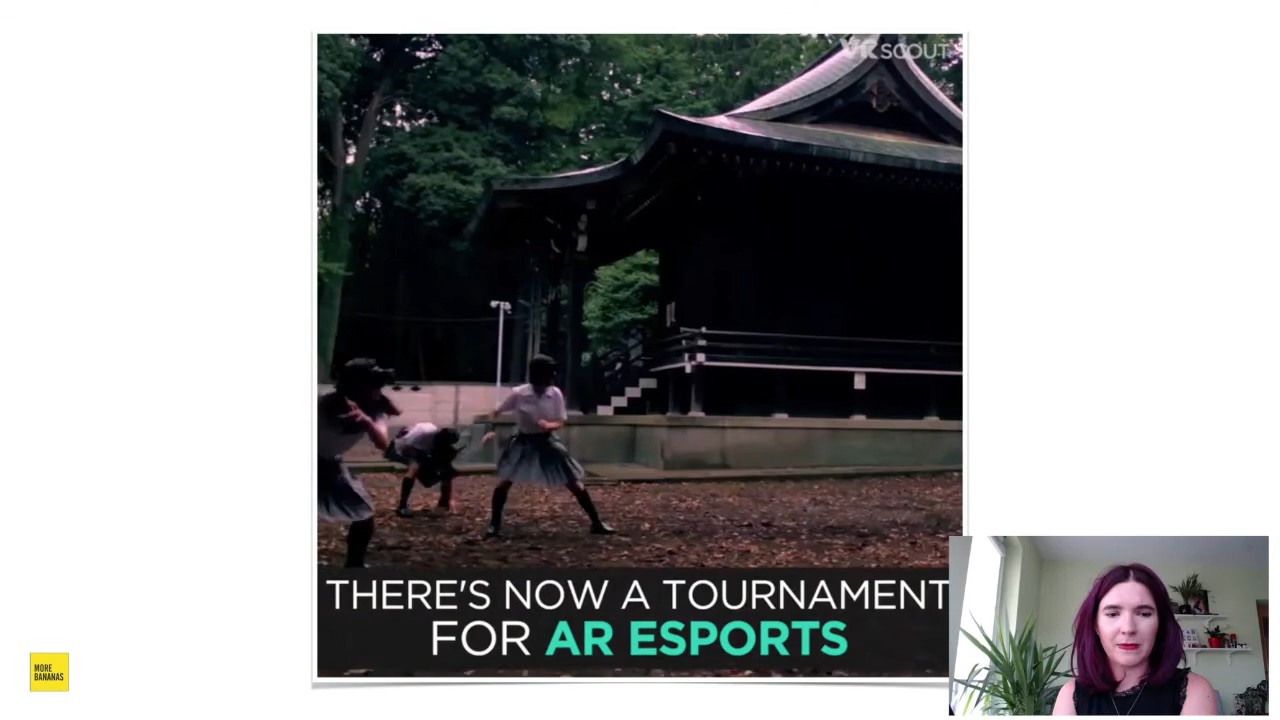 VR SCOUT
THERE'S NOW A TOURNAMENT
FOR AR ESPORTS
MORE
BANANAS